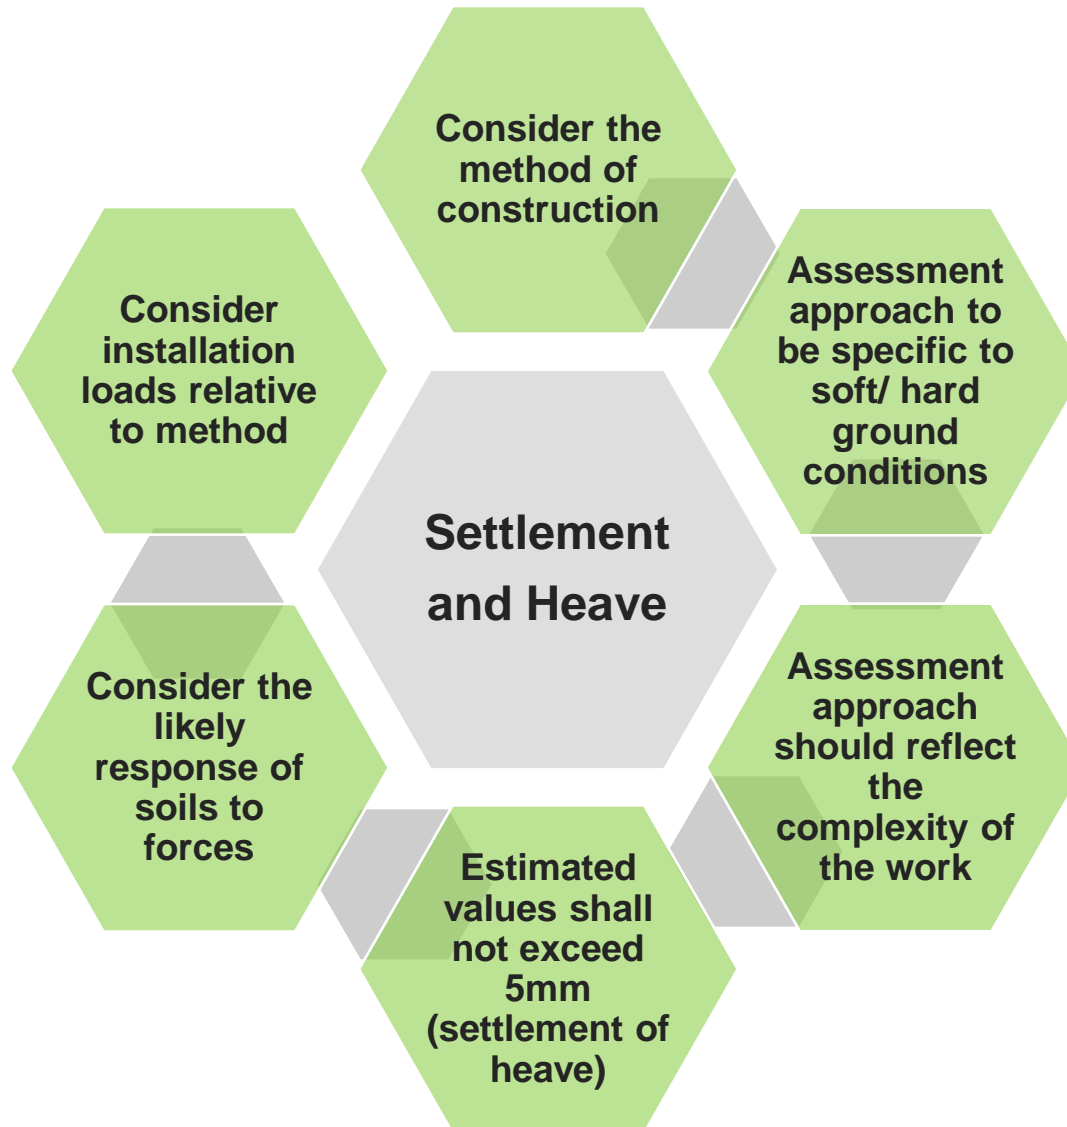 Consider the
method of
construction
Assessment
approach to
be specific to
soft/ hard
ground
conditions
Assessment
approach
should reflect
the
complexity of
the work
Estimated
values shall
not exceed
5mm
(settlement of
heave)
Consider the
likely
response of
soils to
forces
Consider
installation
loads relative
to method
Settlement
and Heave